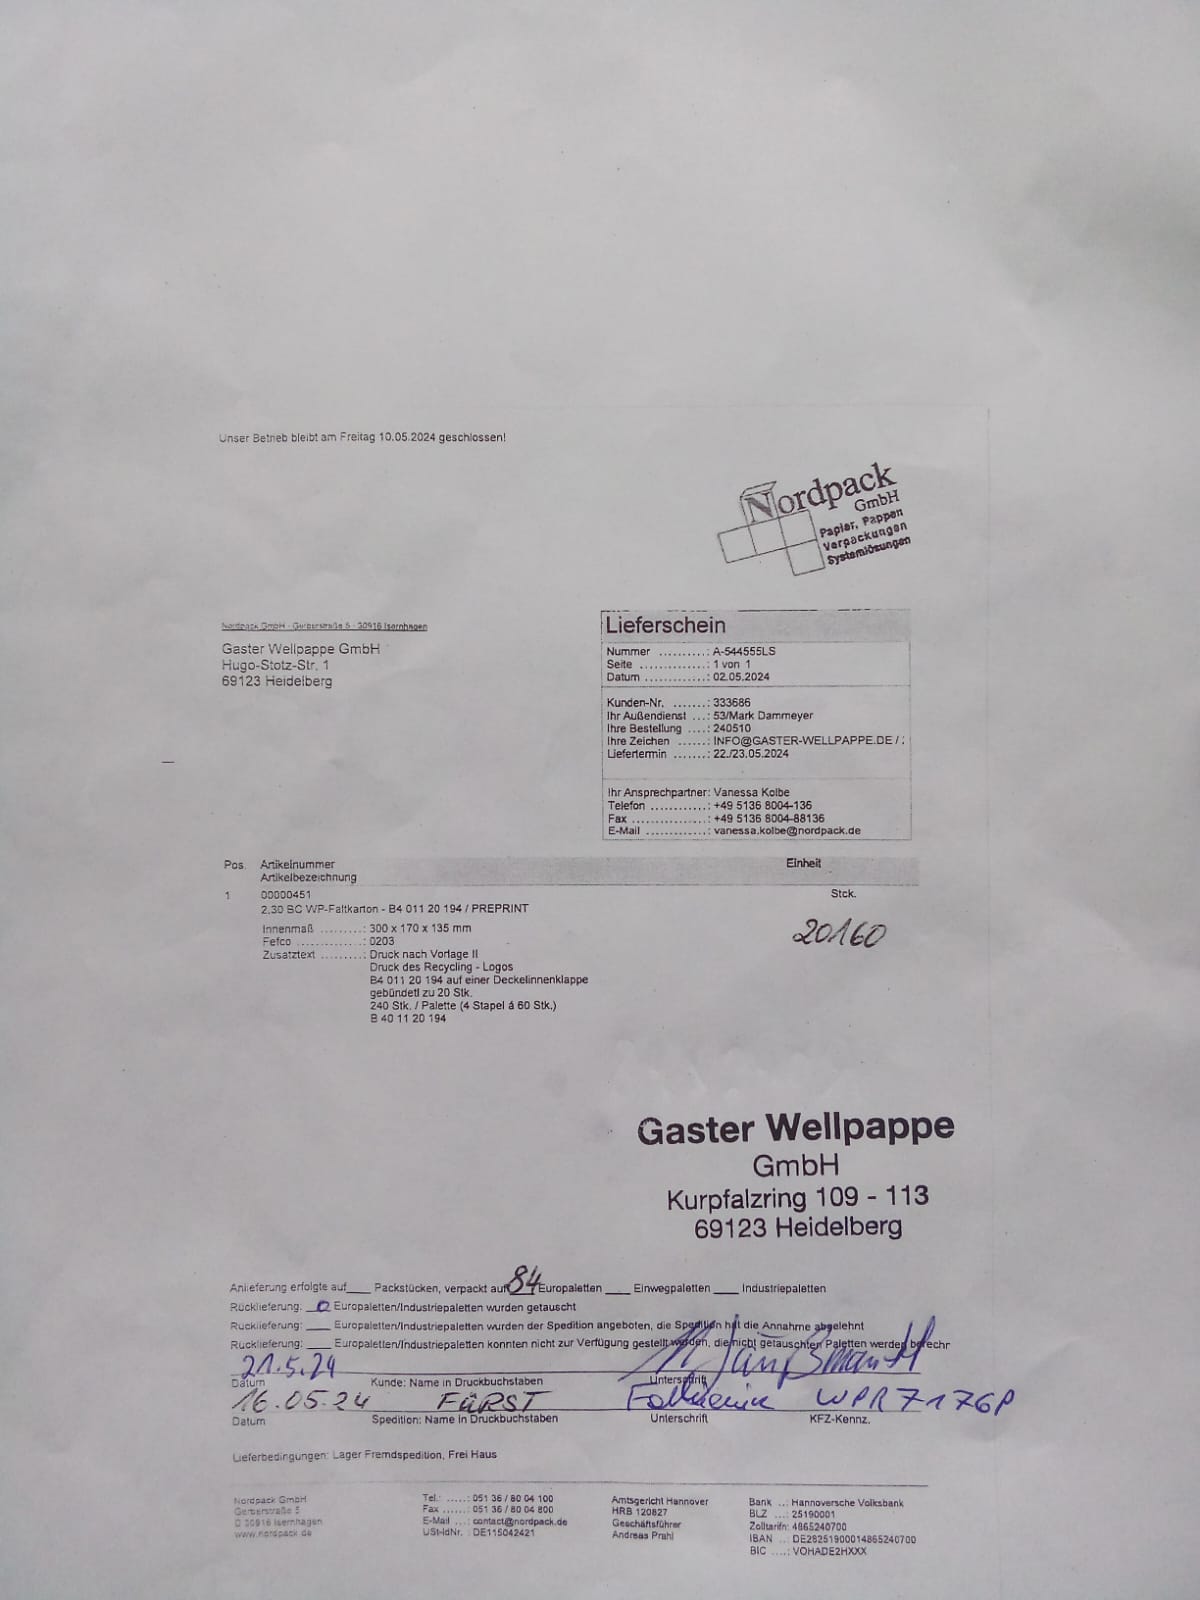 Unser Betrieb bleibt am Freitag 10.05.2024 geschlossen!
Nordpack
GmbH
Papier, Pappen
Verpackungen
Systemlösungen
Nordpack GmbH - Gerberstraße 5 - 30916 Isernhagen
Gaster Wellpappe GmbH
Hugo-Stotz-Str. 1
69123 Heidelberg
Lieferschein
Nummer ..........: A-544555LS
Seite .............: 1 von 1
Datum ............: 02.05.2024
Kunden-Nr. .......: 333686
Ihr Außendienst ...: 53/Mark Dammeyer
Ihre Bestellung ....: 240510
Ihre Zeichen ......: INFO@GASTER-WELLPAPPE.DE / :
Liefertermin .......: 22./23.05.2024
Ihr Ansprechpartner: Vanessa Kolbe
Telefon ...........: +49 5136 8004-136
Fax ...............: +49 5136 8004-88136
E-Mail ............: vanessa.kolbe@nordpack.de
Pos. Artikelnummer Einheit
Artikelbezeichnung
1 00000451 Stck.
2.30 BC WP-Faltkarton - B4 011 20 194 / PREPRINT
20160
Innenmaß .........: 300 x 170 x 135 mm
Fefco .............: 0203
Zusatztext .........: Druck nach Vorlage II
Druck des Recycling - Logos
B4 011 20 194 auf einer Deckelinnenklappe
gebündetl zu 20 Stk.
240 Stk. / Palette (4 Stapel á 60 Stk.)
B 40 11 20 194
Gaster Wellpappe
GmbH
Kurpfalzring 109 - 113
69123 Heidelberg
Anlieferung erfolgte auf____ Packstücken, verpackt auf 84 Europaletten ____ Einwegpaletten ____ Industriepaletten
Rücklieferung: 0 Europaletten/Industriepaletten wurden getauscht
Rücklieferung: ____ Europaletten/Industriepaletten wurden der Spedition angeboten, die Spedition hat die Annahme abgelehnt
Rücklieferung: ____ Europaletten/Industriepaletten konnten nicht zur Verfügung gestellt werden, die nicht getauschten Paletten werden berechr
21.5.24
Datum Kunde: Name in Druckbuchstaben Unterschrift
16.05.24 FÜRST WPR7176P
Datum Spedition: Name in Druckbuchstaben Unterschrift KFZ-Kennz.
Lieferbedingungen: Lager Fremdspedition, Frei Haus
Nordpack GmbH
Gerberstraße 5
D 30916 Isernhagen
www.nordpack.de
Tel.: .....: 051 36 / 80 04 100
Fax ......: 051 36 / 80 04 800
E-Mail ...: contact@nordpack.de
USt-IdNr. : DE115042421
Amtsgericht Hannover
HRB 120827
Geschäftsführer
Andreas Prahl
Bank ..: Hannoversche Volksbank
BLZ ....: 25190001
Zolltarifn: 4865240700
IBAN ..: DE28251900014865240700
BIC ....: VOHADE2HXXX